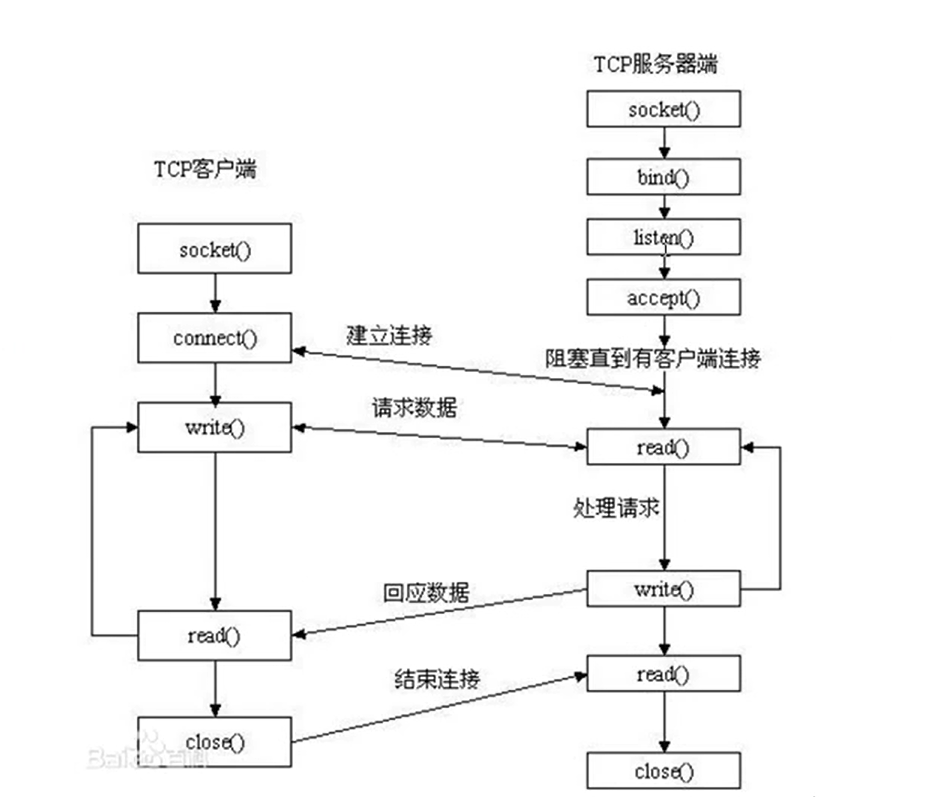 TCP服务器端
socket()
bind()
listen()
accept()
阻塞直到有客户端连接
read()
处理请求
write()
read()
close()
TCP客户端
socket()
connect()
write()
read()
close()
建立连接
请求数据
回应数据
结束连接
Baidu百科